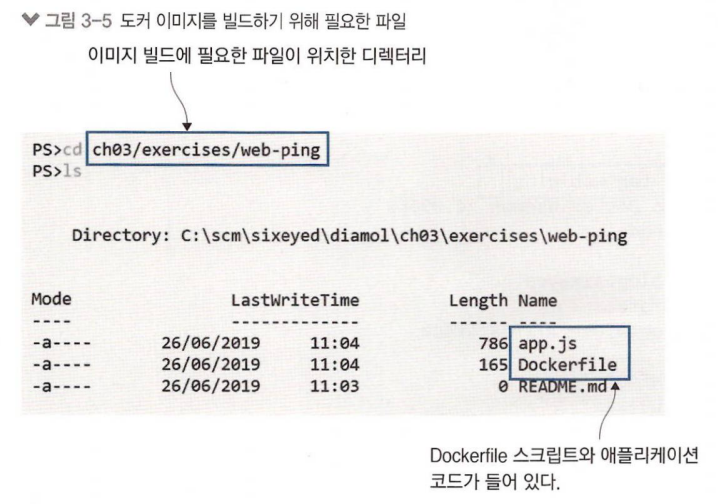 그림 3-5 도커 이미지를 빌드하기 위해 필요한 파일
이미지 빌드에 필요한 파일이 위치한 디렉터리
PS>cd ch03/exercises/web-ping
PS>ls
Directory: C:\scm\sixeyed\diamol\ch03\exercises\web-ping
Mode LastWriteTime Length Name
---- ------------- ------ ----
-a---- 26/06/2019 11:04 786 app.js
-a---- 26/06/2019 11:04 165 Dockerfile
-a---- 26/06/2019 11:03 0 README.md
Dockerfile 스크립트와 애플리케이션
코드가 들어 있다.